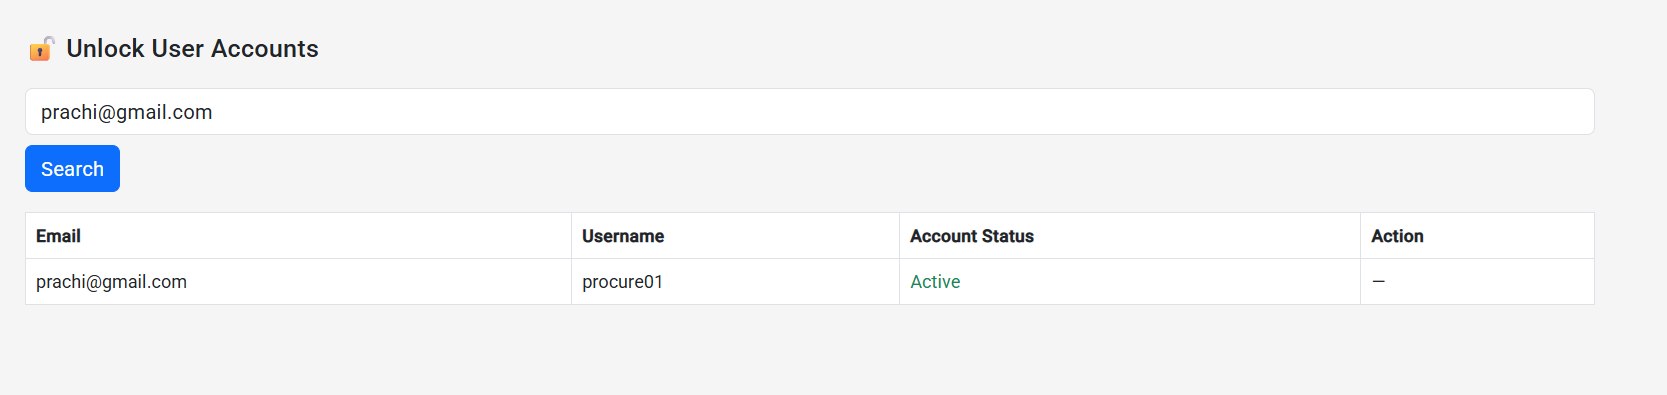 🔓 Unlock User Accounts
prachi@gmail.com
Search
Email Username Account Status Action
prachi@gmail.com procure01 Active —